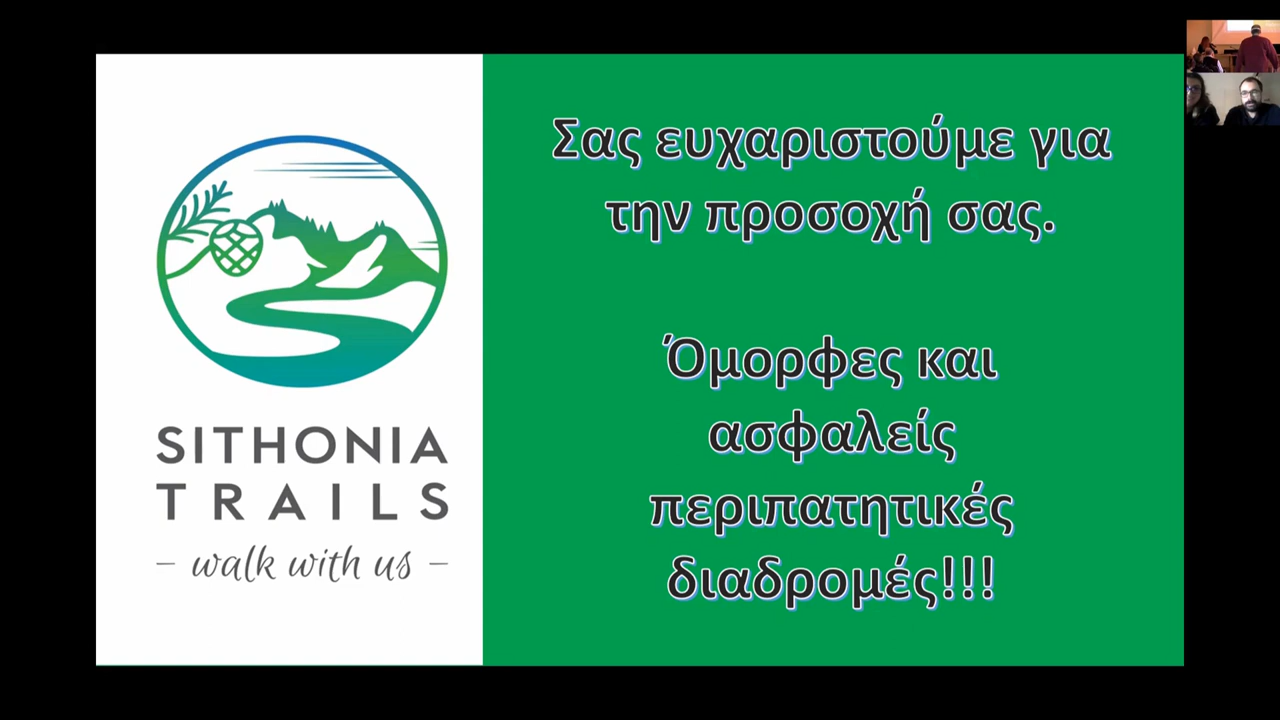 SITHONIA
TRAILS
– walk with us –
Σας ευχαριστούμε για
την προσοχή σας.
Όμορφες και
ασφαλείς
περιπατητικές
διαδρομές!!!